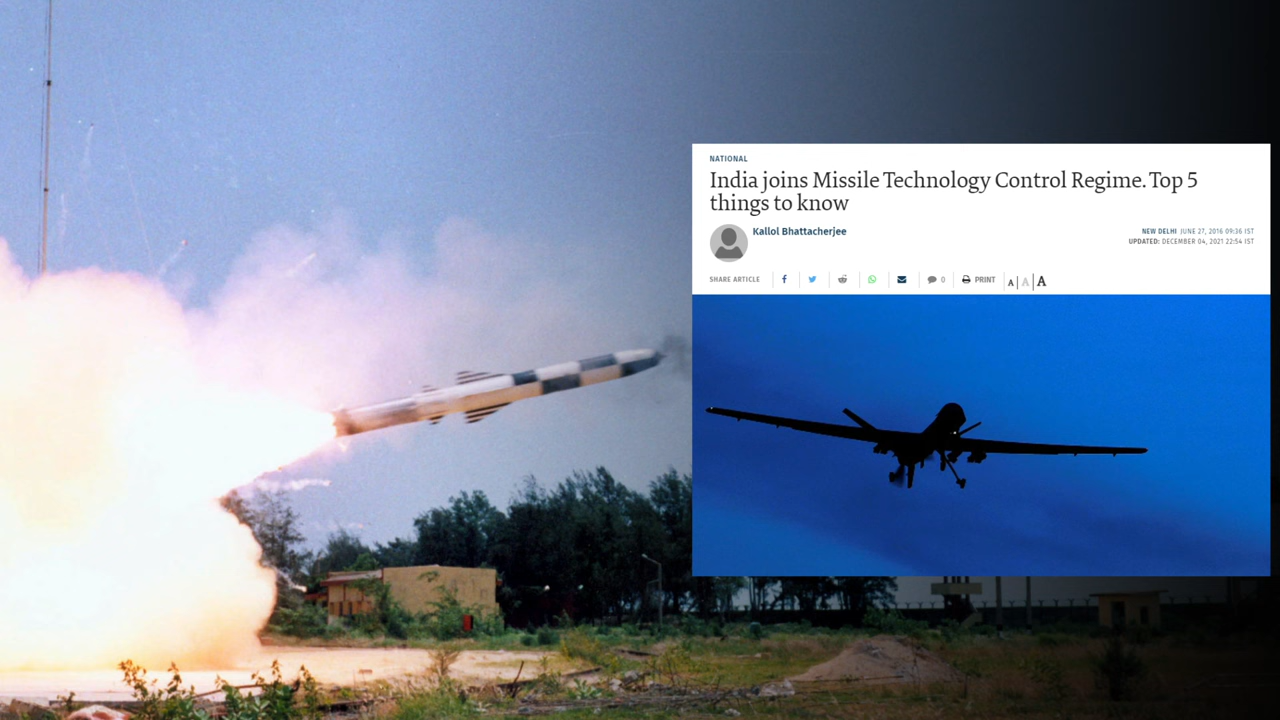 NATIONAL
India joins Missile Technology Control Regime. Top 5
things to know
Kallol Bhattacherjee
NEW DELHI JUNE 27, 2016 09:36 IST
UPDATED: DECEMBER 04, 2021 22:54 IST
SHARE ARTICLE 0 PRINT A A A